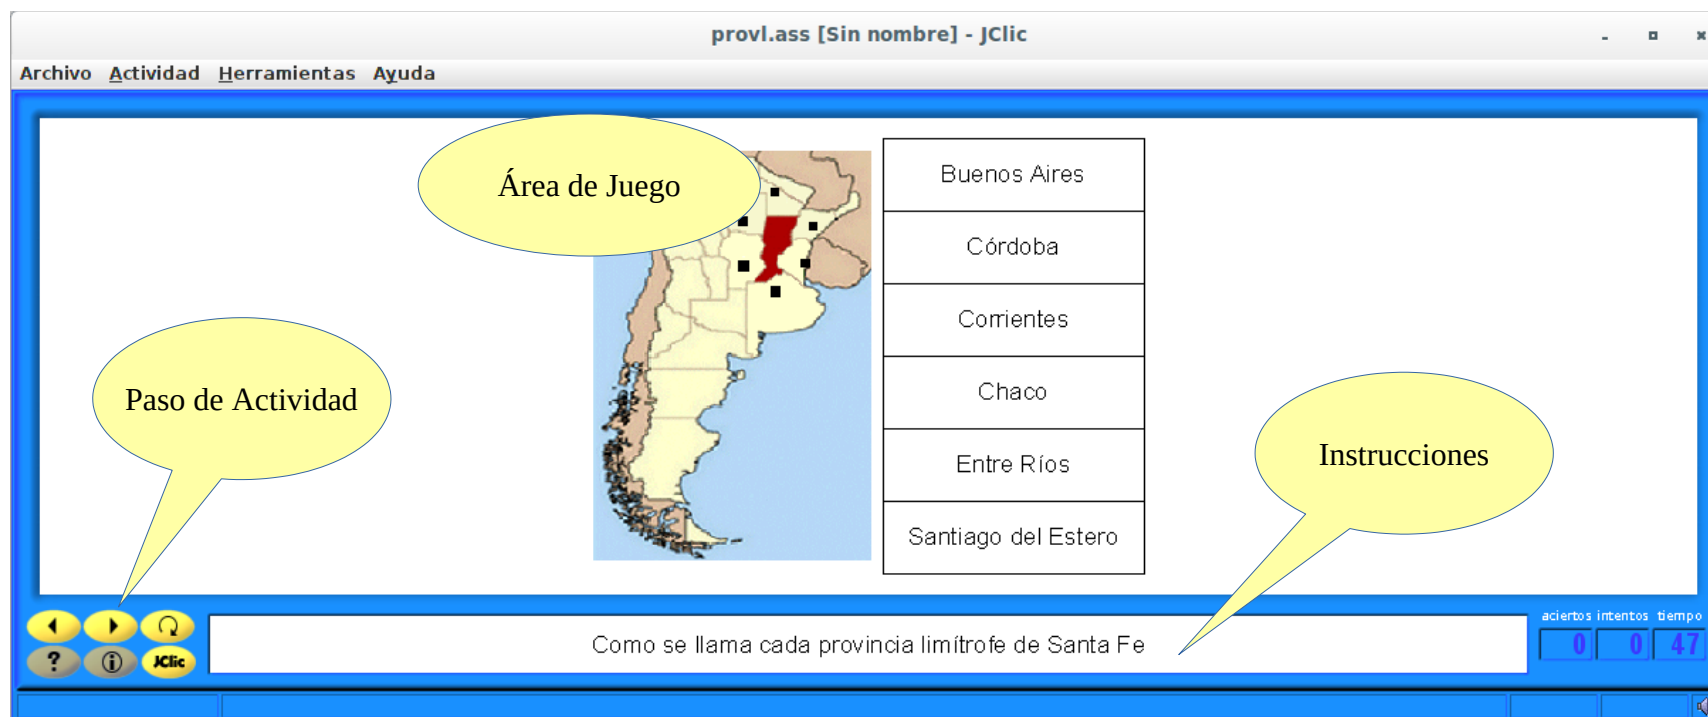 provl.ass [Sin nombre] - JClic
Archivo Actividad Herramientas Ayuda
Área de Juego
Buenos Aires
Córdoba
Corrientes
Chaco
Entre Ríos
Santiago del Estero
Paso de Actividad
Instrucciones
Como se llama cada provincia limítrofe de Santa Fe
aciertos intentos tiempo
0 0 47
? i JClic